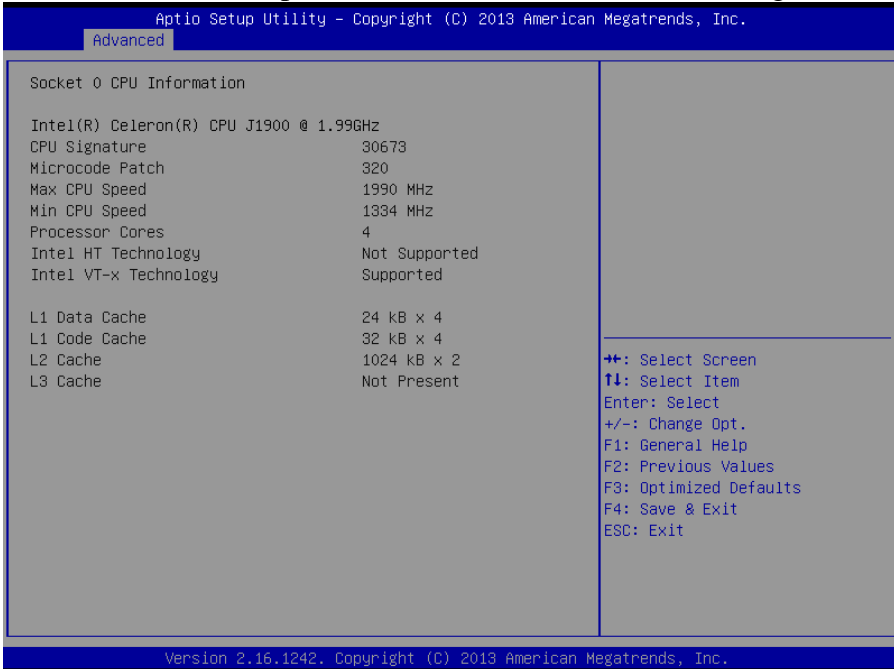 Aptio Setup Utility – Copyright (C) 2013 American Megatrends, Inc.
Advanced
Socket 0 CPU Information
Intel(R) Celeron(R) CPU J1900 @ 1.99GHz
CPU Signature 30673
Microcode Patch 320
Max CPU Speed 1990 MHz
Min CPU Speed 1334 MHz
Processor Cores 4
Intel HT Technology Not Supported
Intel VT-x Technology Supported
L1 Data Cache 24 kB x 4
L1 Code Cache 32 kB x 4
L2 Cache 1024 kB x 2
L3 Cache Not Present
→←: Select Screen
↑↓: Select Item
Enter: Select
+/-: Change Opt.
F1: General Help
F2: Previous Values
F3: Optimized Defaults
F4: Save & Exit
ESC: Exit
Version 2.16.1242. Copyright (C) 2013 American Megatrends, Inc.